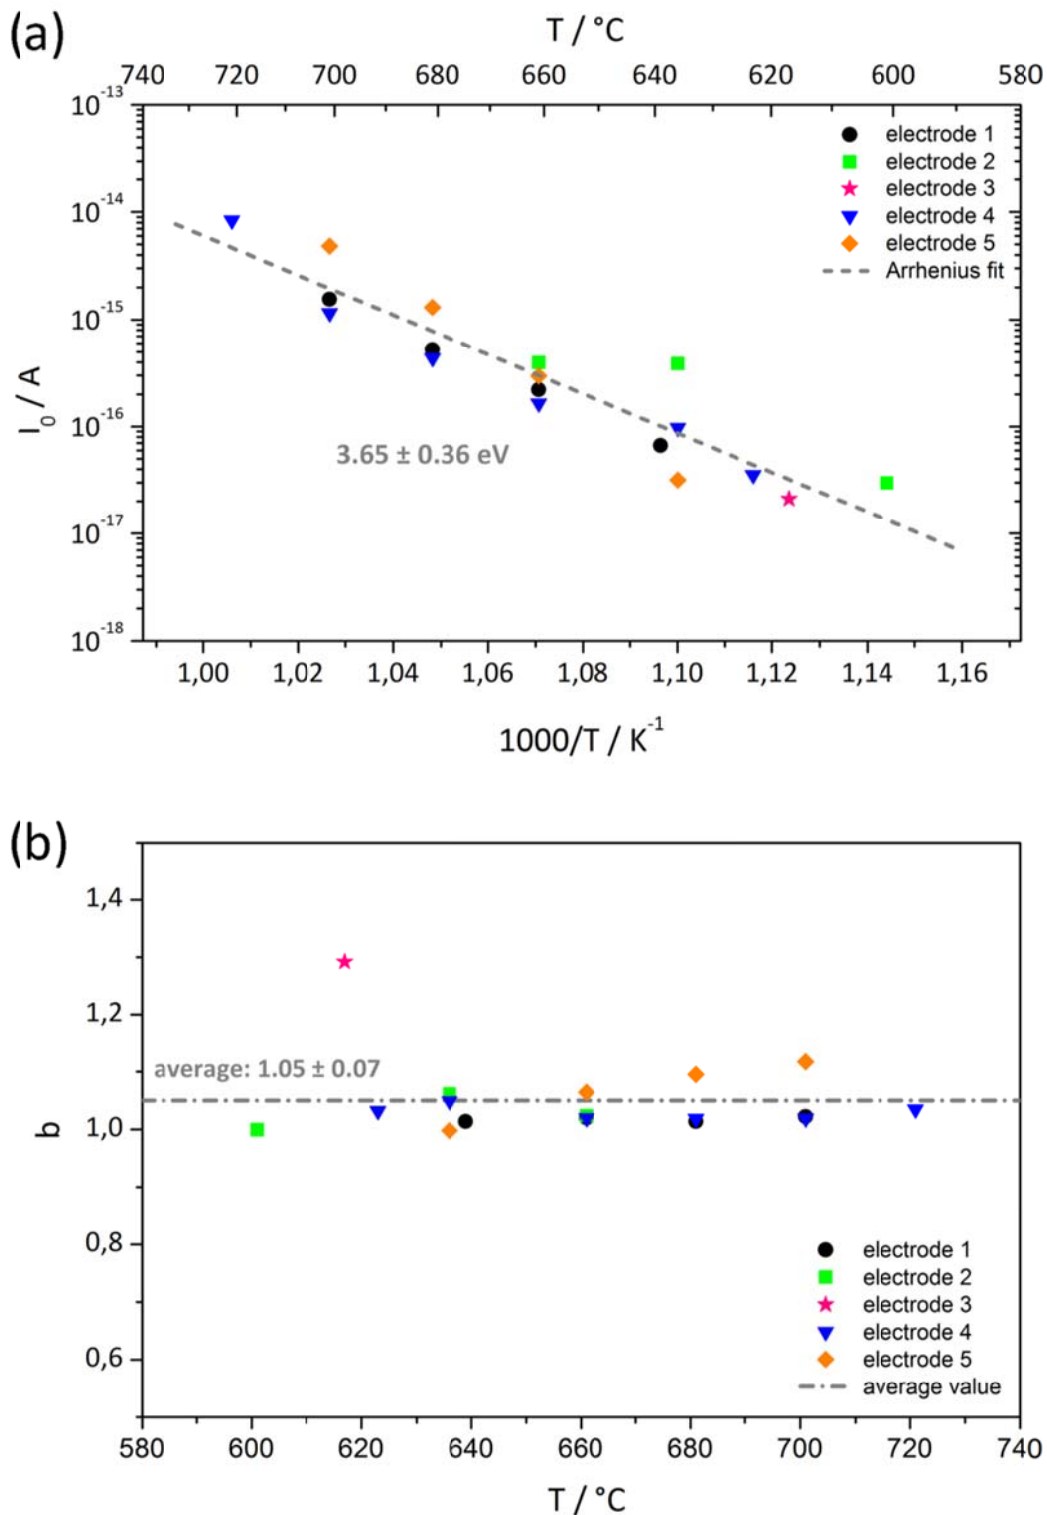 (a)
T / °C
740 720 700 680 660 640 620 600 580
10-13
10-14
10-15
10-16
10-17
10-18
I0 / A
electrode 1
electrode 2
electrode 3
electrode 4
electrode 5
Arrhenius fit
3.65 ± 0.36 eV
1,00 1,02 1,04 1,06 1,08 1,10 1,12 1,14 1,16
1000/T / K-1
(b)
1,4
1,2
1,0
0,8
0,6
b
average: 1.05 ± 0.07
electrode 1
electrode 2
electrode 3
electrode 4
electrode 5
average value
580 600 620 640 660 680 700 720 740
T / °C